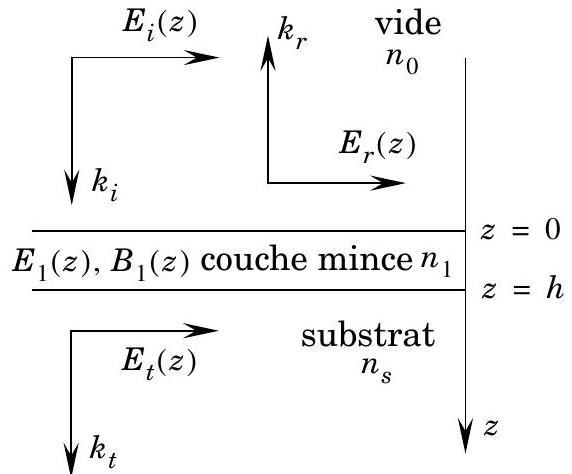 E_i(z)
k_r
vide
n_0
E_r(z)
k_i
z = 0
E_1(z), B_1(z) couche mince n_1
z = h
substrat
n_s
E_t(z)
z
k_t